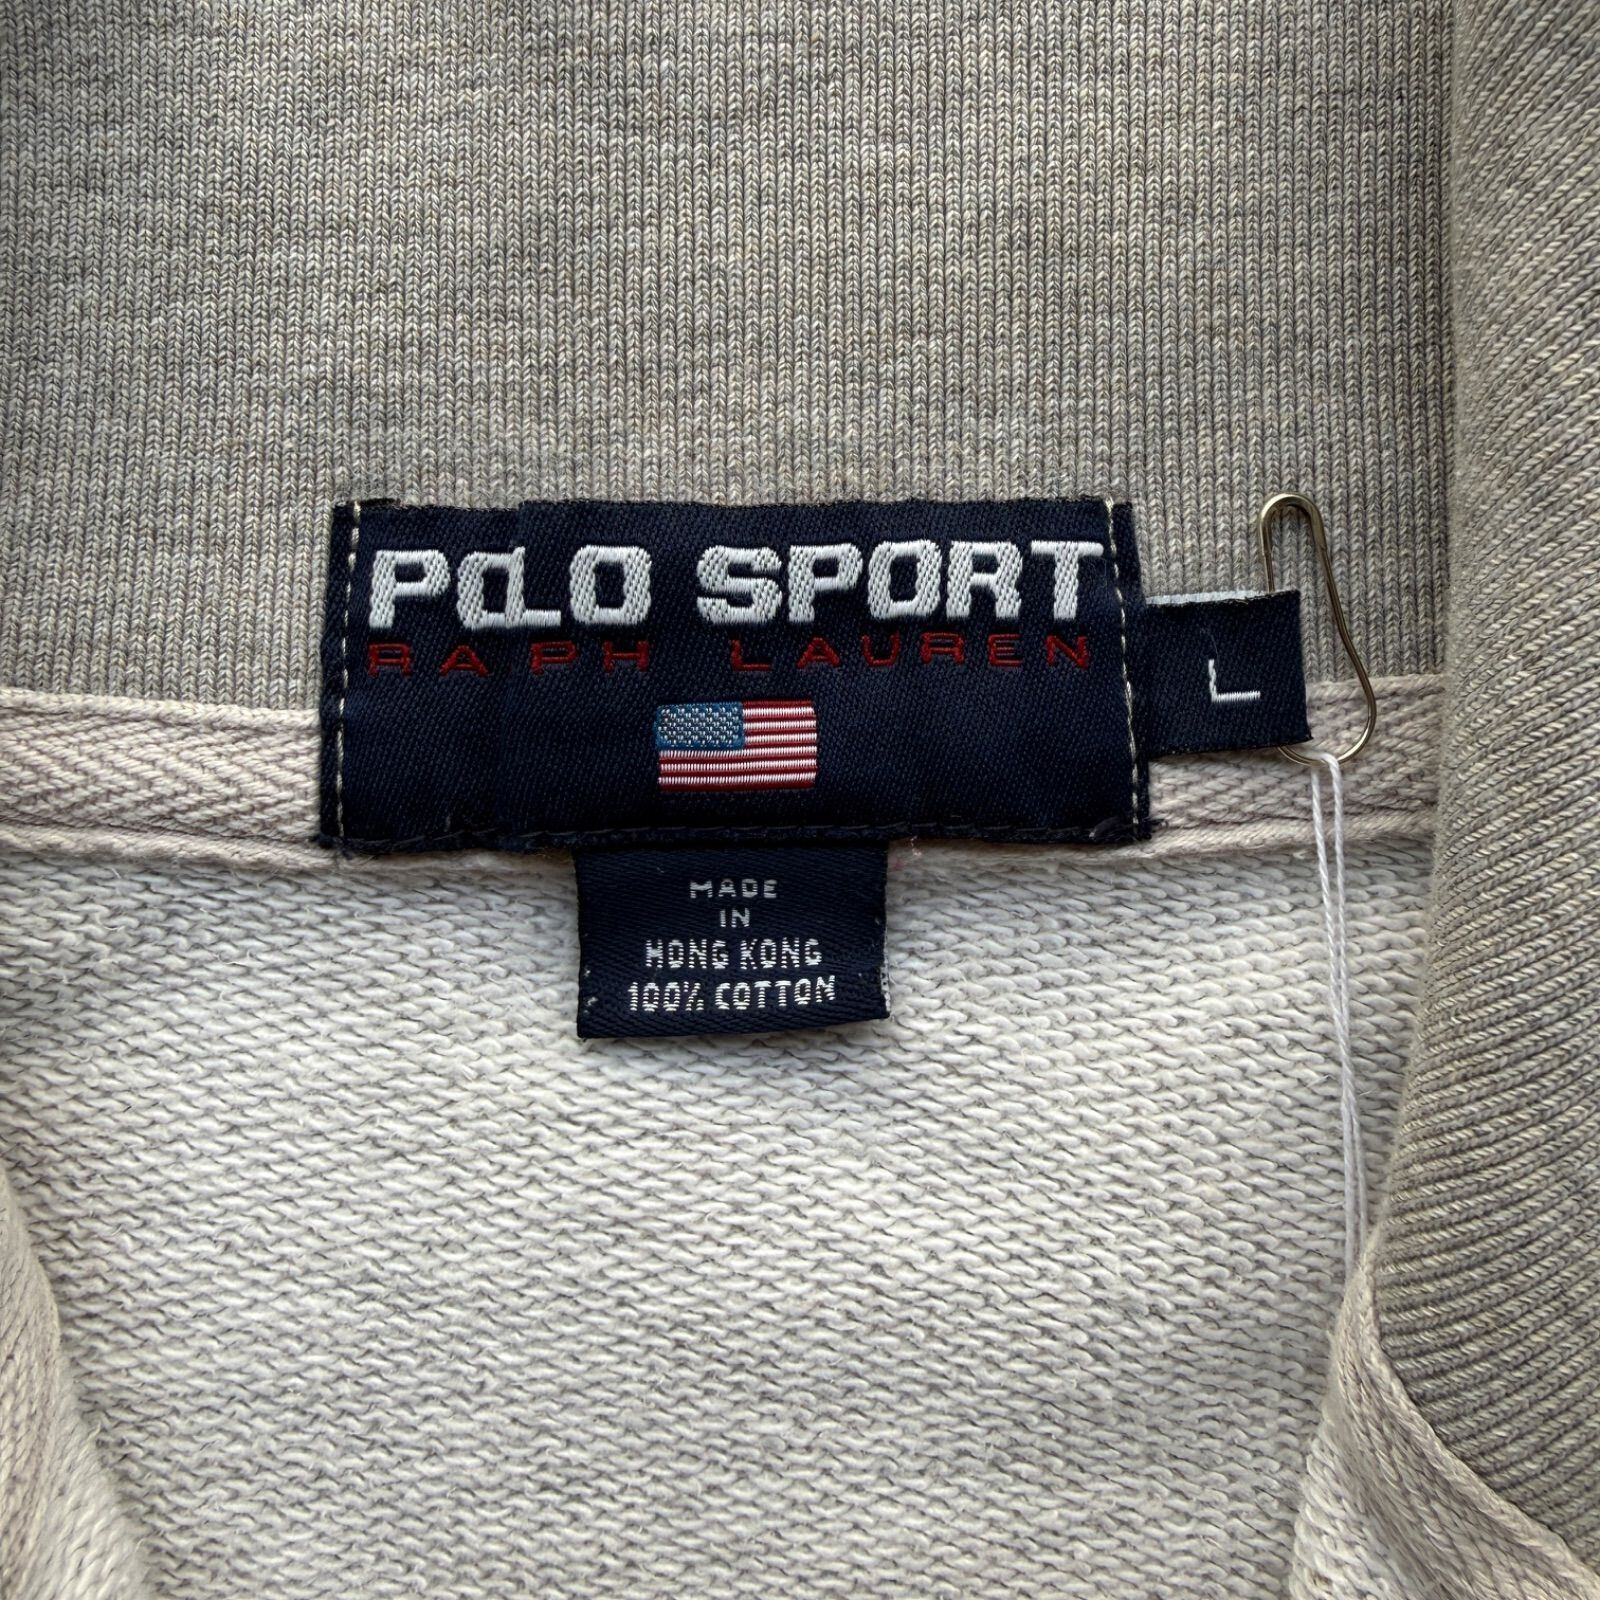 POLO SPORT
RALPH LAUREN
L
MADE
IN
HONG KONG
100% COTTON